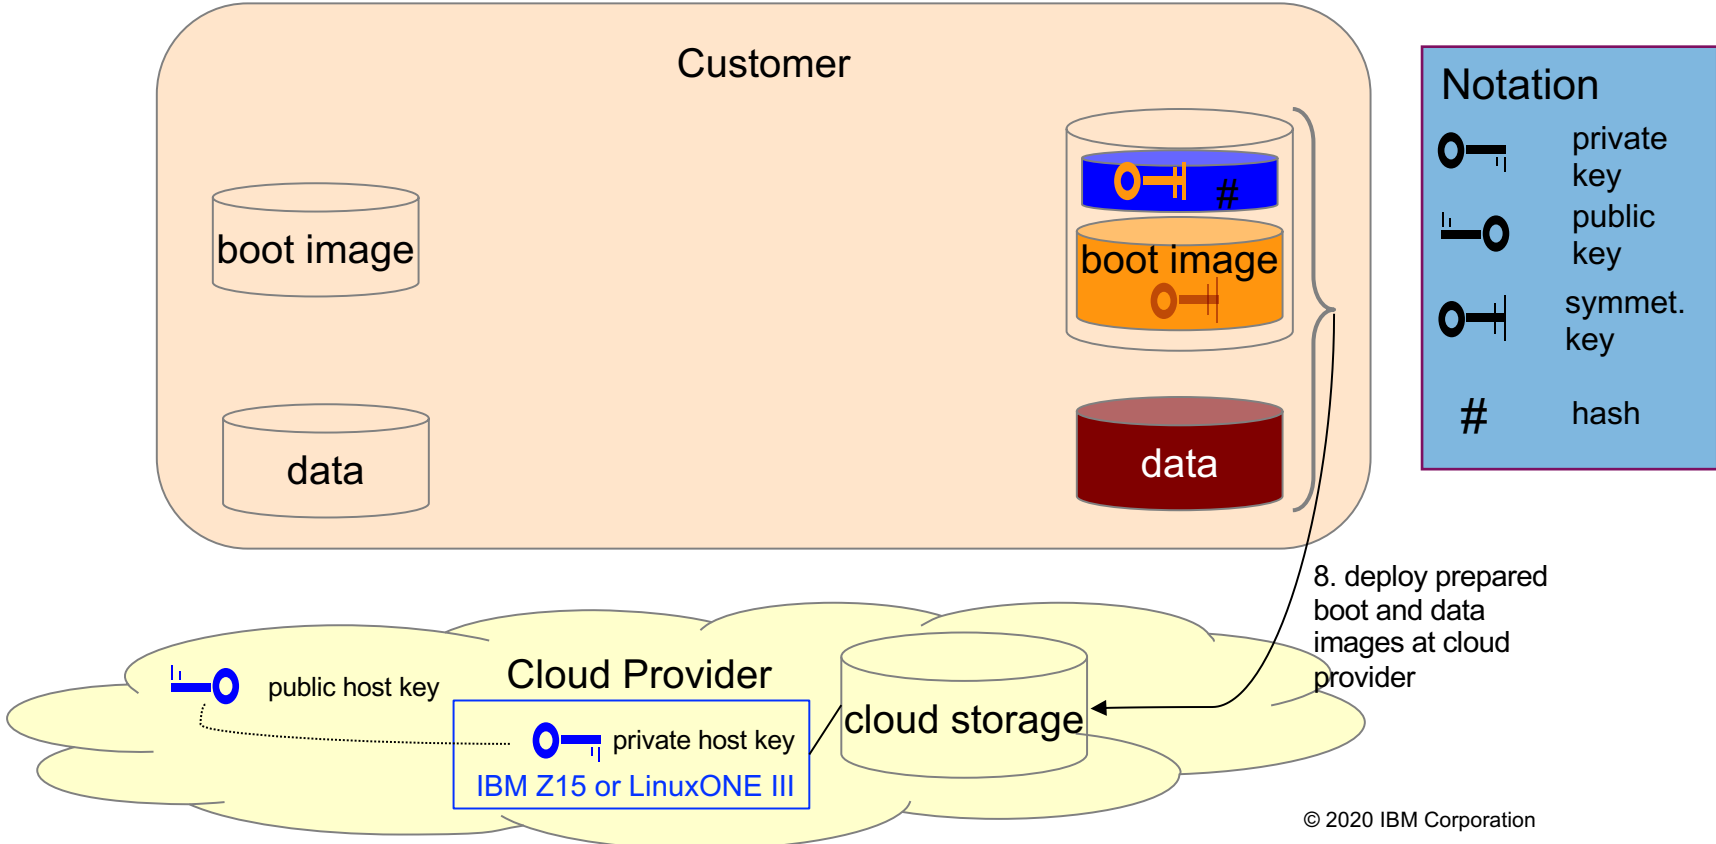 Customer
Notation
private
key
public
key
symmet.
key
#
hash
#
boot image
boot image
data
data
8. deploy prepared
boot and data
images at cloud
provider
Cloud Provider
public host key
private host key
IBM Z15 or LinuxONE III
cloud storage
© 2020 IBM Corporation